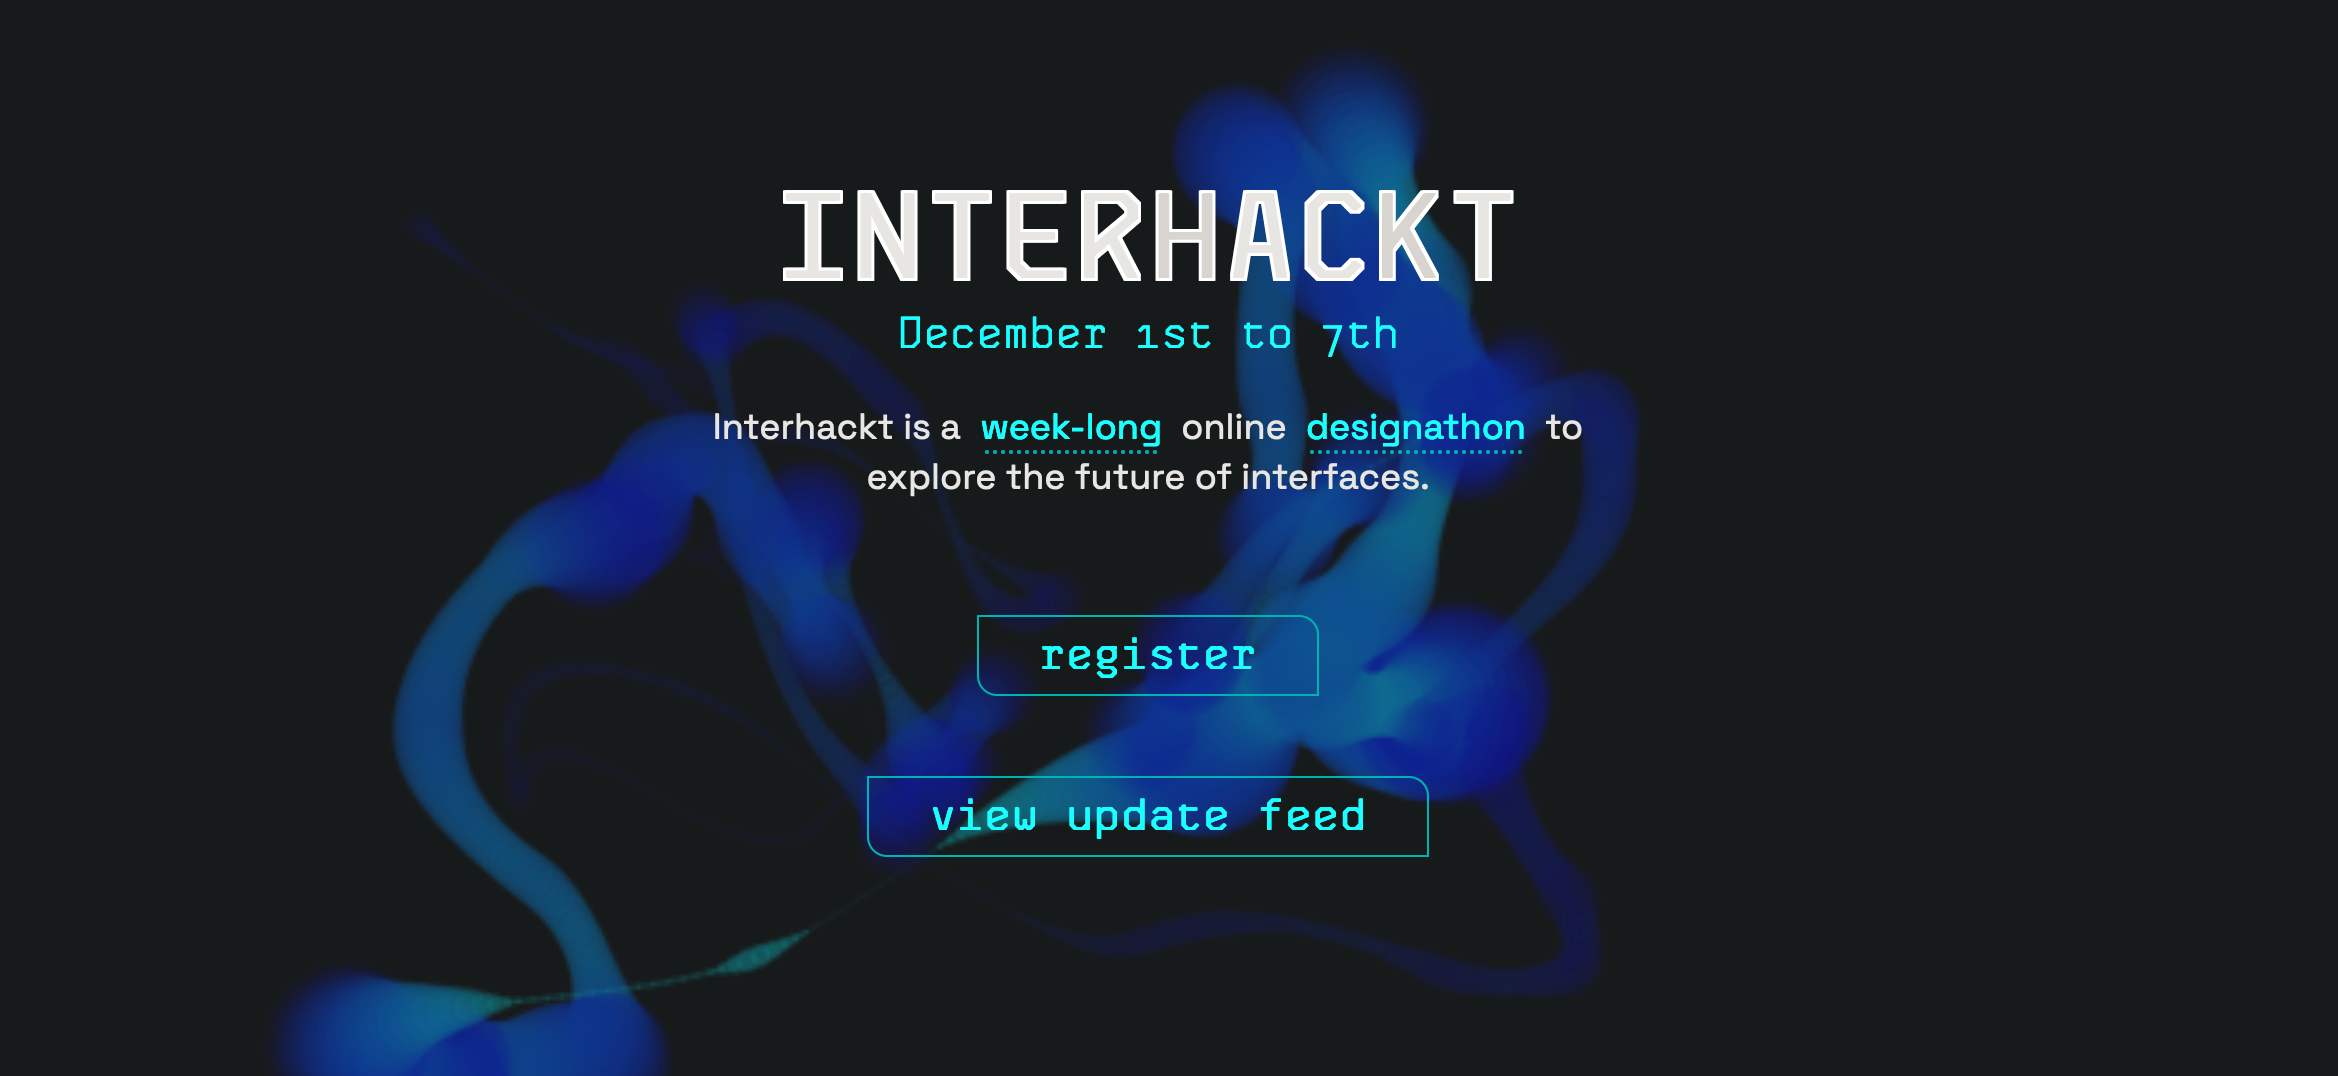 INTERHACKT
December 1st to 7th
Interhackt is a week-long online designathon to
explore the future of interfaces.
register
view update feed